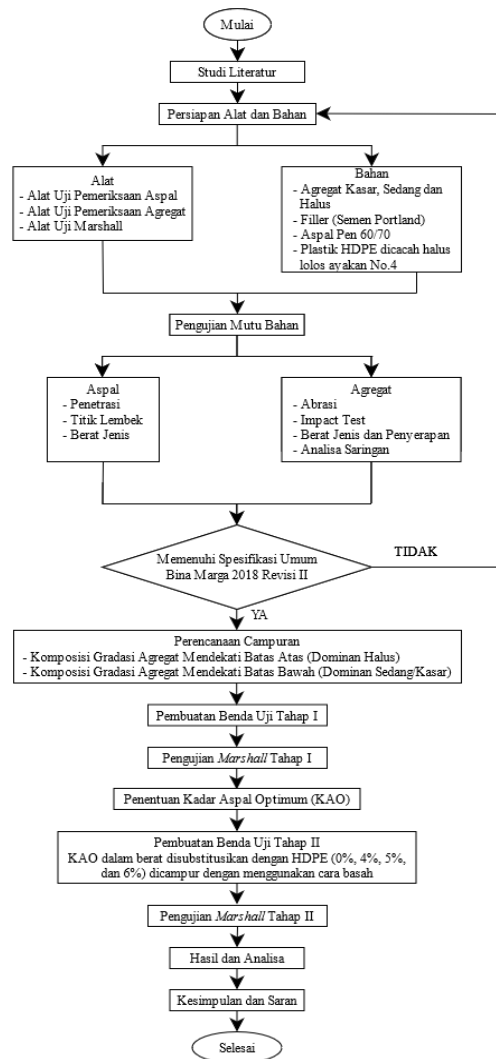 Mulai
Studi Literatur
Persiapan Alat dan Bahan
Alat
- Alat Uji Pemeriksaan Aspal
- Alat Uji Pemeriksaan Agregat
- Alat Uji Marshall
Bahan
- Agregat Kasar, Sedang dan
Halus
- Filler (Semen Portland)
- Aspal Pen 60/70
- Plastik HDPE dicacah halus
lolos ayakan No.4
Pengujian Mutu Bahan
Aspal
- Penetrasi
- Titik Lembek
- Berat Jenis
Agregat
- Abrasi
- Impact Test
- Berat Jenis dan Penyerapan
- Analisa Saringan
Memenuhi Spesifikasi Umum
Bina Marga 2018 Revisi II
TIDAK
YA
Perencanaan Campuran
- Komposisi Gradasi Agregat Mendekati Batas Atas (Dominan Halus)
- Komposisi Gradasi Agregat Mendekati Batas Bawah (Dominan Sedang/Kasar)
Pembuatan Benda Uji Tahap I
Pengujian Marshall Tahap I
Penentuan Kadar Aspal Optimum (KAO)
Pembuatan Benda Uji Tahap II
KAO dalam berat disubstitusikan dengan HDPE (0%, 4%, 5%,
dan 6%) dicampur dengan menggunakan cara basah
Pengujian Marshall Tahap II
Hasil dan Analisa
Kesimpulan dan Saran
Selesai